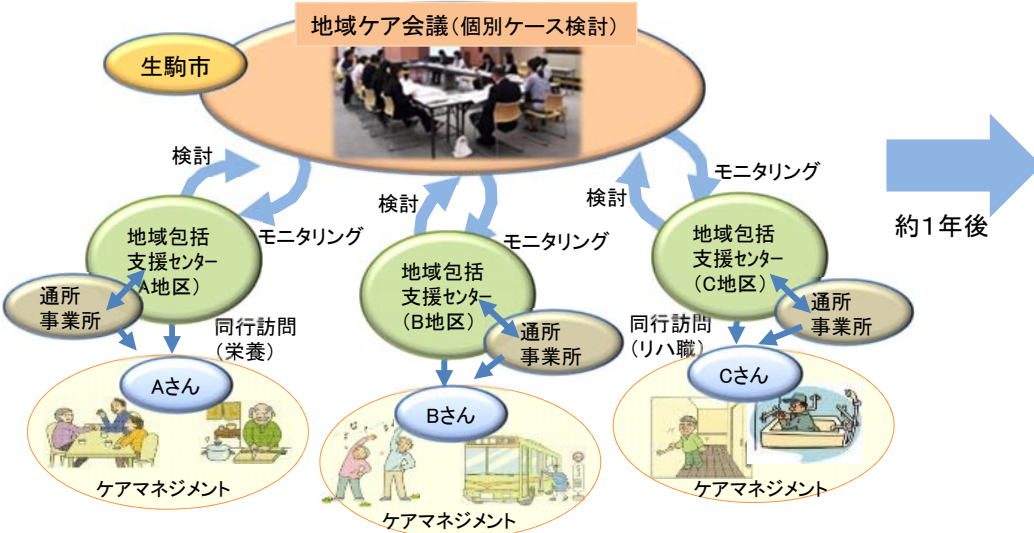 地域ケア会議(個別ケース検討)
生駒市
検討
モニタリング
検討
モニタリング
検討
モニタリング
約1年後
地域包括
支援センター
(A地区)
通所
事業所
同行訪問
(栄養)
Aさん
ケアマネジメント
地域包括
支援センター
(B地区)
通所
事業所
Bさん
ケアマネジメント
地域包括
支援センター
(C地区)
通所
事業所
同行訪問
(リハ職)
Cさん
ケアマネジメント